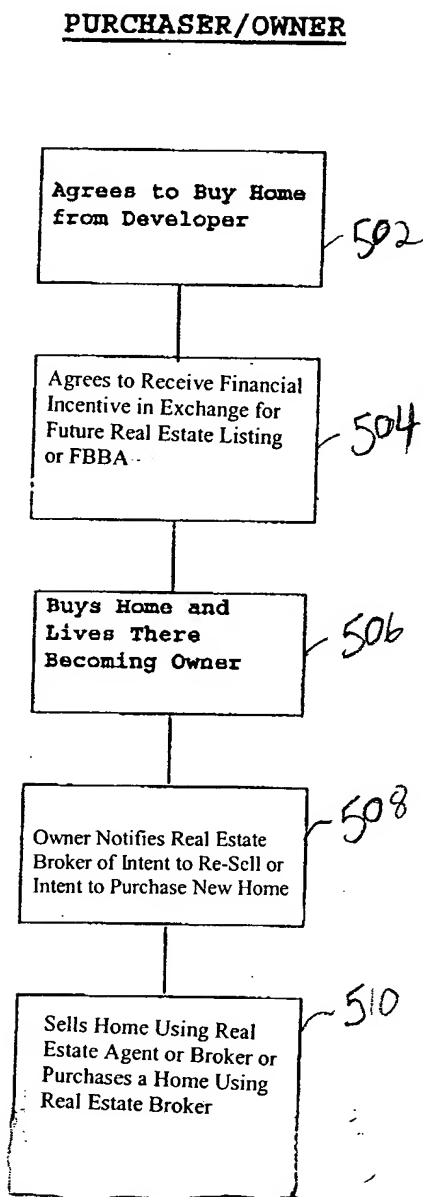 PURCHASER/OWNER
Agrees to Buy Home
from Developer
502
Agrees to Receive Financial
Incentive in Exchange for
Future Real Estate Listing
or FBBA
504
Buys Home and
Lives There
Becoming Owner
506
Owner Notifies Real Estate
Broker of Intent to Re-Sell or
Intent to Purchase New Home
508
Sells Home Using Real
Estate Agent or Broker or
Purchases a Home Using
Real Estate Broker
510